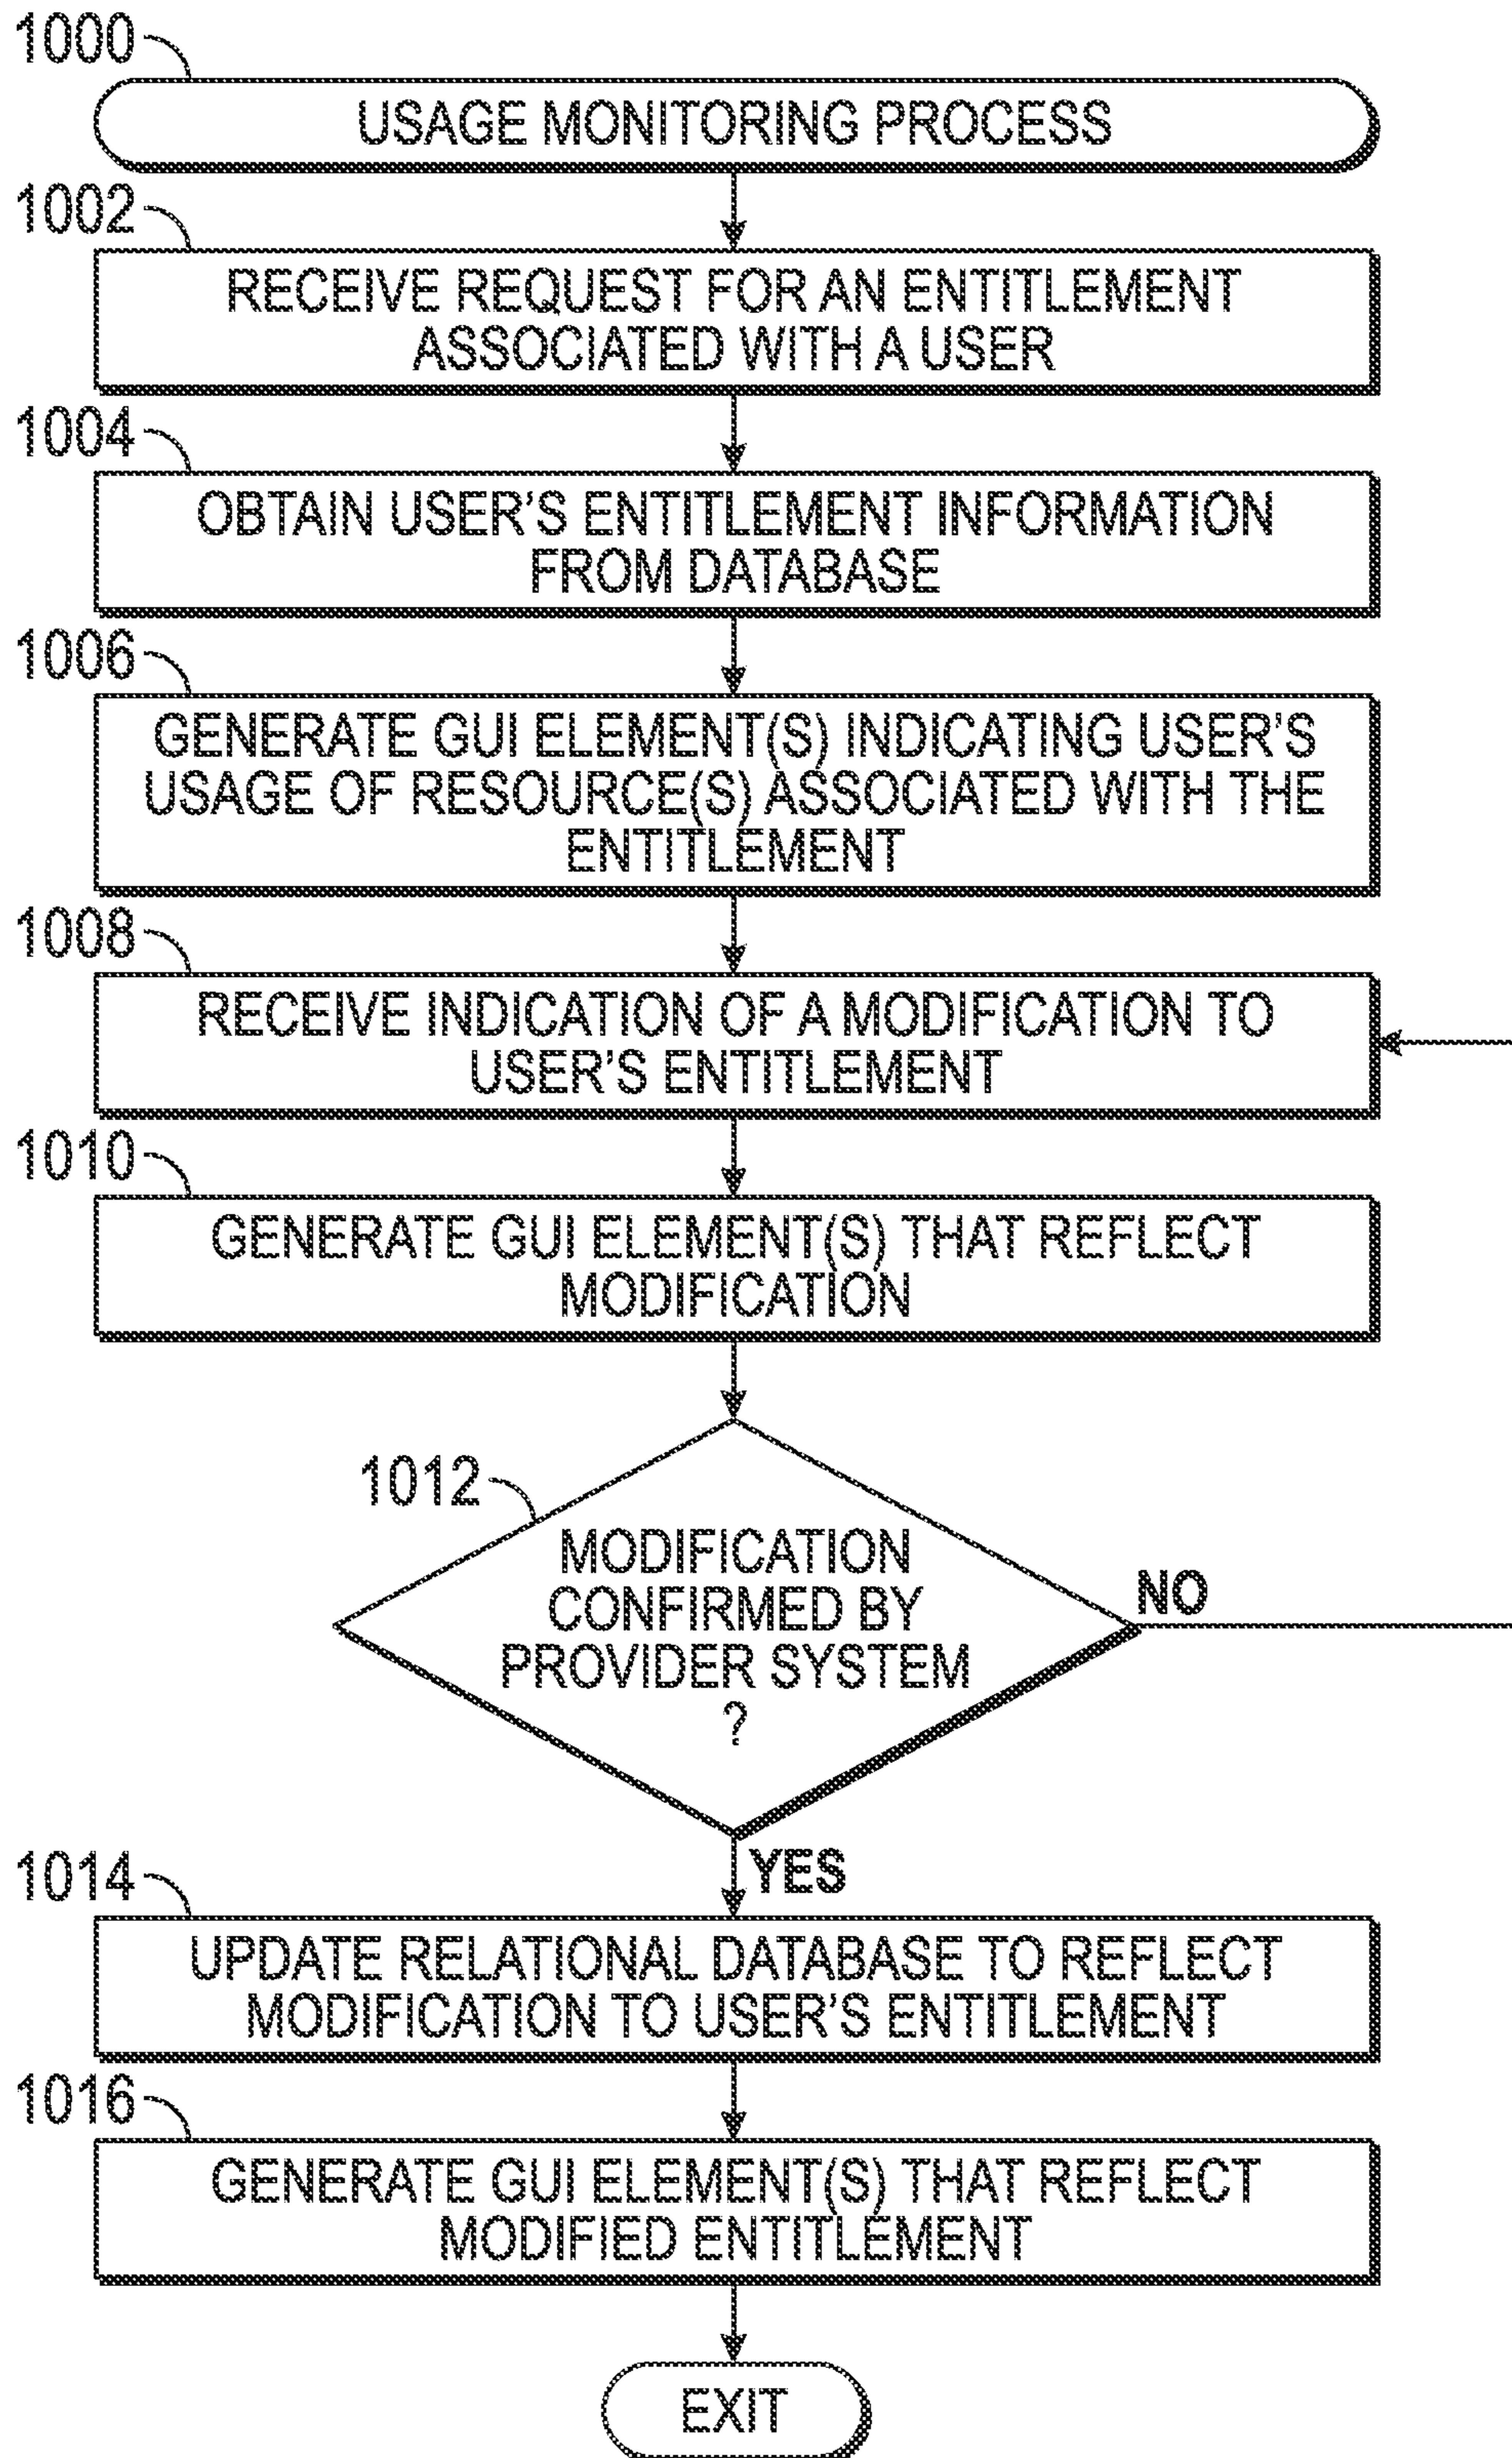 1000
USAGE MONITORING PROCESS
1002
RECEIVE REQUEST FOR AN ENTITLEMENT
ASSOCIATED WITH A USER
1004
OBTAIN USER'S ENTITLEMENT INFORMATION
FROM DATABASE
1006
GENERATE GUI ELEMENT(S) INDICATING USER'S
USAGE OF RESOURCE(S) ASSOCIATED WITH THE
ENTITLEMENT
1008
RECEIVE INDICATION OF A MODIFICATION TO
USER'S ENTITLEMENT
1010
GENERATE GUI ELEMENT(S) THAT REFLECT
MODIFICATION
1012
MODIFICATION
CONFIRMED BY
PROVIDER SYSTEM
?
NO
YES
1014
UPDATE RELATIONAL DATABASE TO REFLECT
MODIFICATION TO USER'S ENTITLEMENT
1016
GENERATE GUI ELEMENT(S) THAT REFLECT
MODIFIED ENTITLEMENT
EXIT